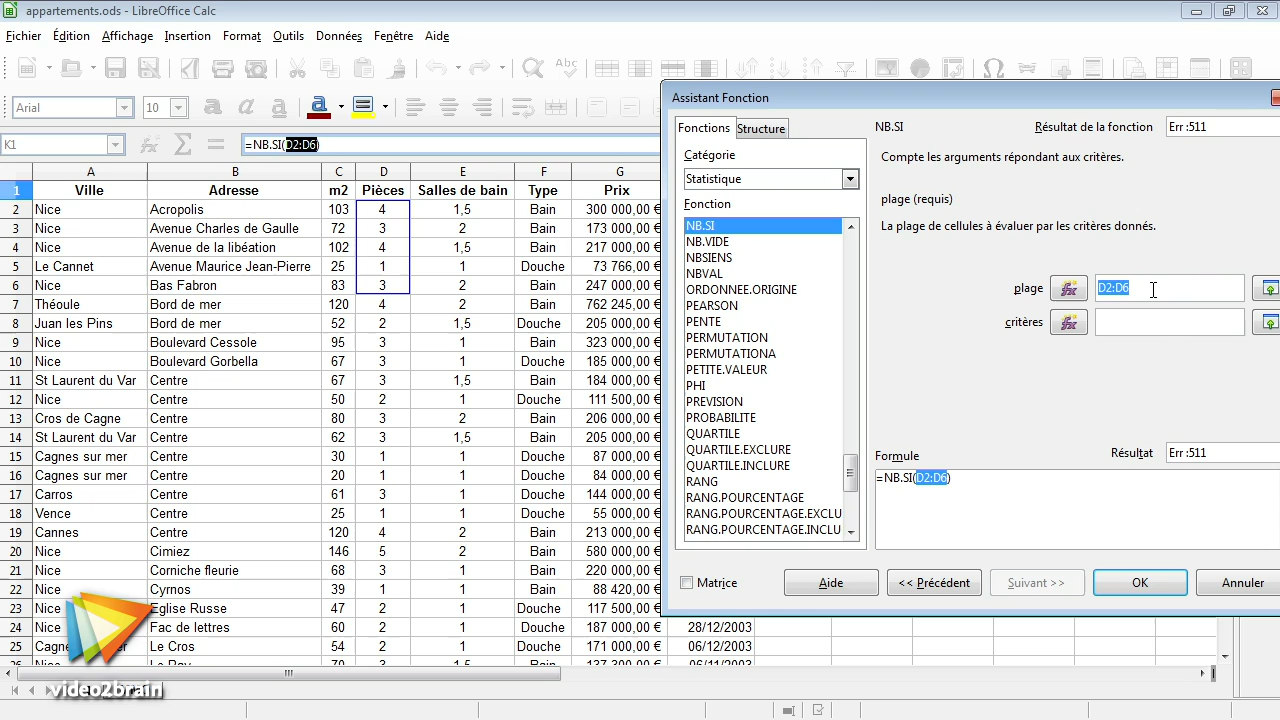 appartements.ods - LibreOffice Calc
Fichier Édition Affichage Insertion Format Outils Données Fenêtre Aide
Arial 10
K1 =NB.SI(D2:D6)
A B C D E F G
1 Ville Adresse m2 Pièces Salles de bain Type Prix
2 Nice Acropolis 103 4 1,5 Bain 300 000,00 €
3 Nice Avenue Charles de Gaulle 72 3 2 Bain 173 000,00 €
4 Nice Avenue de la libéation 102 4 1,5 Bain 217 000,00 €
5 Le Cannet Avenue Maurice Jean-Pierre 25 1 1 Douche 73 766,00 €
6 Nice Bas Fabron 83 3 2 Bain 247 000,00 €
7 Théoule Bord de mer 120 4 2 Bain 762 245,00 €
8 Juan les Pins Bord de mer 52 2 1,5 Douche 205 000,00 €
9 Nice Boulevard Cessole 95 3 1 Bain 323 000,00 €
10 Nice Boulevard Gorbella 67 3 1 Douche 185 000,00 €
11 St Laurent du Var Centre 67 3 1,5 Bain 184 000,00 €
12 Nice Centre 50 2 1 Douche 111 500,00 €
13 Cros de Cagne Centre 80 3 2 Bain 206 000,00 €
14 St Laurent du Var Centre 62 3 1,5 Bain 205 000,00 €
15 Cagnes sur mer Centre 30 1 1 Douche 87 000,00 €
16 Cagnes sur mer Centre 20 1 1 Douche 84 000,00 €
17 Carros Centre 61 3 1 Douche 144 000,00 €
18 Vence Centre 25 1 1 Douche 55 000,00 €
19 Cannes Centre 120 4 2 Bain 213 000,00 €
20 Nice Cimiez 146 5 2 Bain 580 000,00 €
21 Nice Corniche fleurie 68 3 1 Bain 220 000,00 €
22 Nice Cyrnos 39 1 1 Bain 88 420,00 €
23 Nice Eglise Russe 47 2 1 Douche 117 500,00 €
24 Nice Fac de lettres 60 2 1 Douche 187 000,00 € 28/12/2003
25 Le Cros 54 2 1 Douche 171 000,00 € 06/12/2003
26 Le Ray 70 3 1,5 Bain 137 300,00 € 06/11/2003
video2brain
Assistant Fonction
Fonctions Structure
Catégorie
Statistique
Fonction
NB.SI
NB.VIDE
NBSIENS
NBVAL
ORDONNEE.ORIGINE
PEARSON
PENTE
PERMUTATION
PERMUTATIONA
PETITE.VALEUR
PHI
PREVISION
PROBABILITE
QUARTILE
QUARTILE.EXCLURE
QUARTILE.INCLURE
RANG
RANG.POURCENTAGE
RANG.POURCENTAGE.EXCLU
RANG.POURCENTAGE.INCLU
NB.SI Résultat de la fonction Err :511
Compte les arguments répondant aux critères.
plage (requis)
La plage de cellules à évaluer par les critères donnés.
plage D2:D6
critères
Formule Résultat Err :511
=NB.SI(D2:D6)
Matrice Aide << Précédent Suivant >> OK Annuler